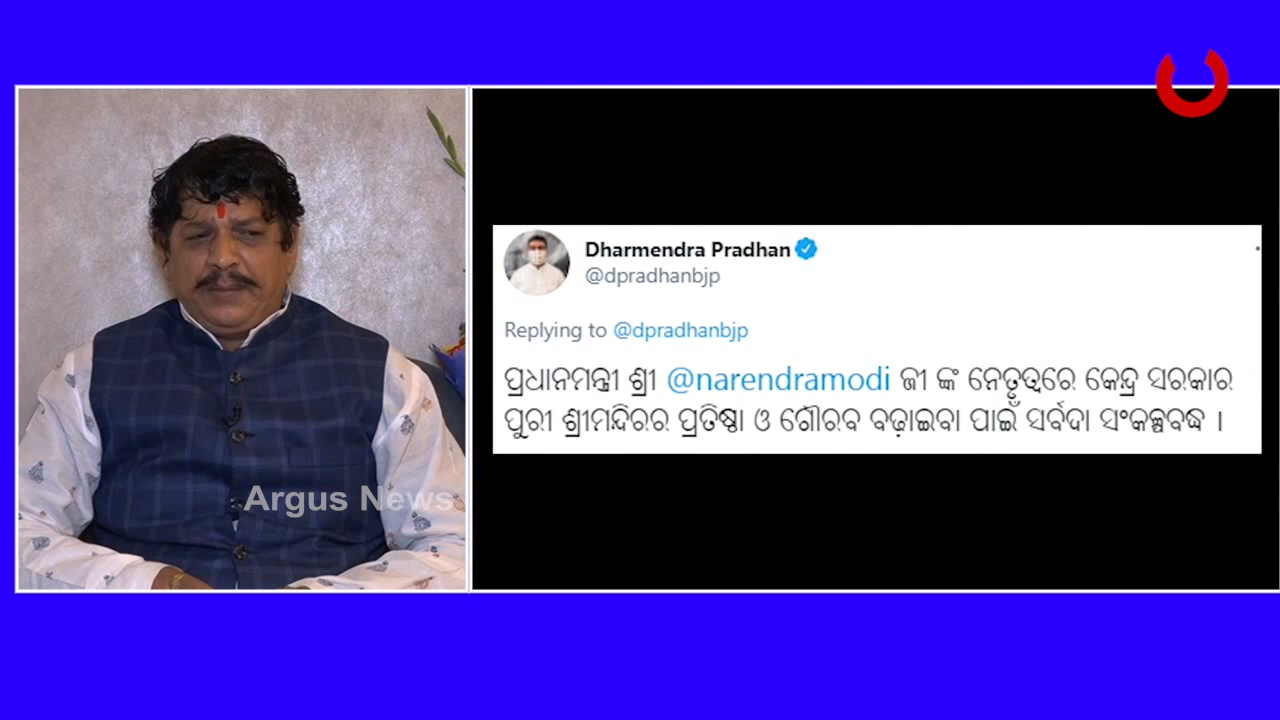 Dharmendra Pradhan
@dpradhanbjp
Replying to @dpradhanbjp
ପ୍ରଧାନମନ୍ତ୍ରୀ ଶ୍ରୀ @narendramodi ଜୀ ଙ୍କ ନେତୃତ୍ୱରେ କେନ୍ଦ୍ର ସରକାର
ପୁରୀ ଶ୍ରୀମନ୍ଦିରର ପ୍ରତିଷ୍ଠା ଓ ଗୌରବ ବଢ଼ାଇବା ପାଇଁ ସର୍ବଦା ସଂକଳ୍ପବଦ୍ଧ ।
Argus News